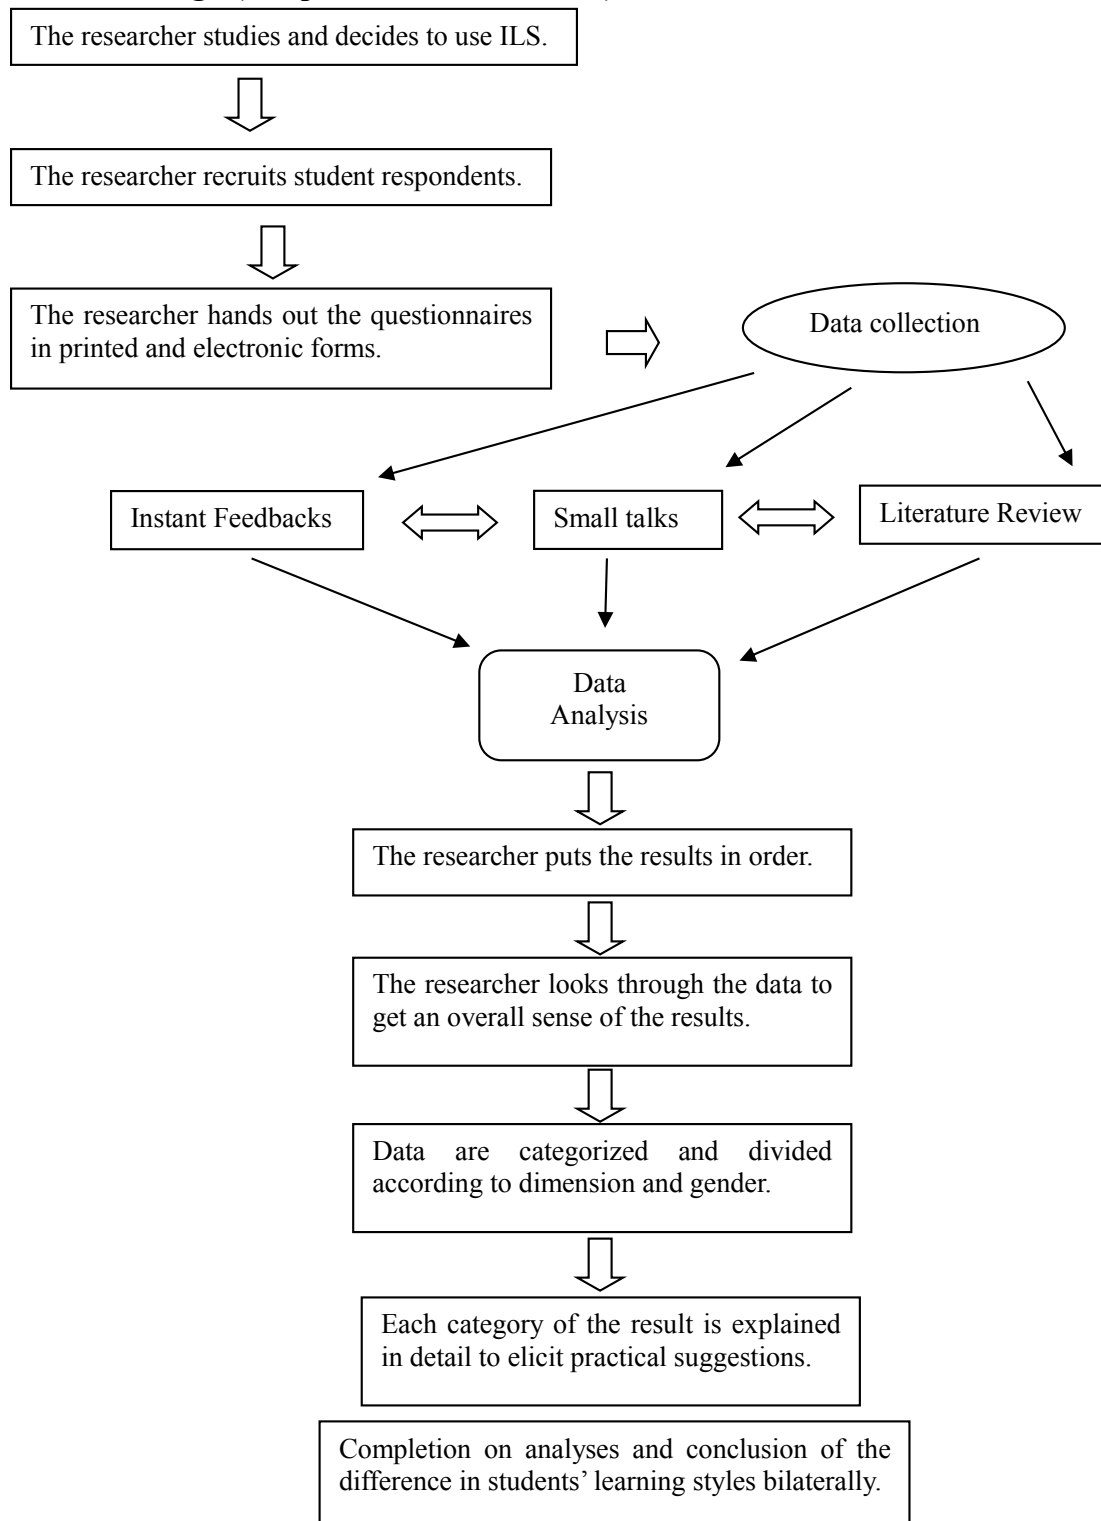 The researcher studies and decides to use ILS.
The researcher recruits student respondents.
The researcher hands out the questionnaires
in printed and electronic forms.
Data collection
Instant Feedbacks
Small talks
Literature Review
Data
Analysis
The researcher puts the results in order.
The researcher looks through the data to
get an overall sense of the results.
Data are categorized and divided
according to dimension and gender.
Each category of the result is explained
in detail to elicit practical suggestions.
Completion on analyses and conclusion of the
difference in students’ learning styles bilaterally.